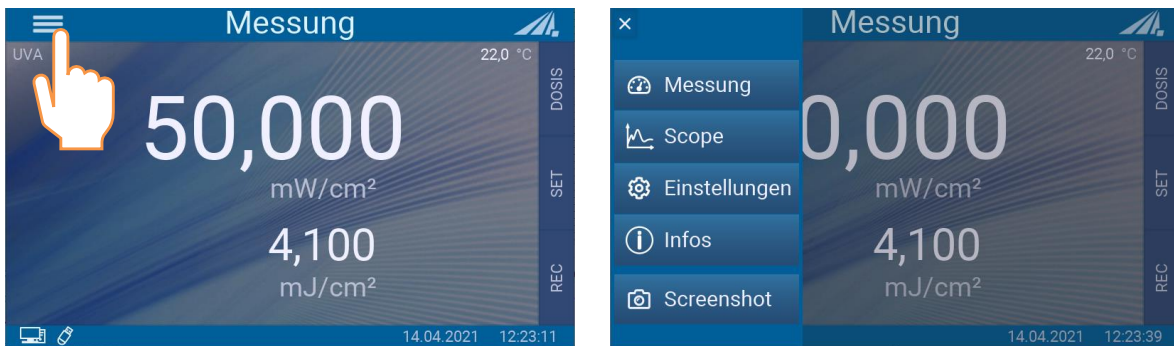 Messung
UVA
22,0 °C
50,000
mW/cm²
4,100
mJ/cm²
DOSIS
SET
REC
14.04.2021 12:23:11
×
Messung
Messung
Scope
Einstellungen
Infos
Screenshot
22,0 °C
0,000
mW/cm²
4,100
mJ/cm²
DOSIS
SET
REC
14.04.2021 12:23:39